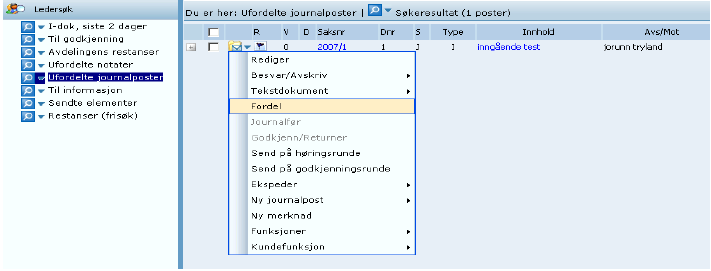 Ledersøk.
I-dok, siste 2 dager
Til godkjenning
Avdelingens restanser
Ufordelte notater
Ufordelte journalposter
Til informasjon
Sendte elementer
Restanser (frisøk)
Du er her: Ufordelte journalposter | Søkeresultat (1 poster)
R V D Saksnr Dnr S Type Innhold Avs/Mot
0 2007/1 1 J I inngående test jorunn tryland
Rediger
Besvar/Avskriv
Tekstdokument
Fordel
Journalfør
Godkjenn/Returner
Send på høringsrunde
Send på godkjenningsrunde
Ekspeder
Ny journalpost
Ny merknad
Funksjoner
Kundefunksjon